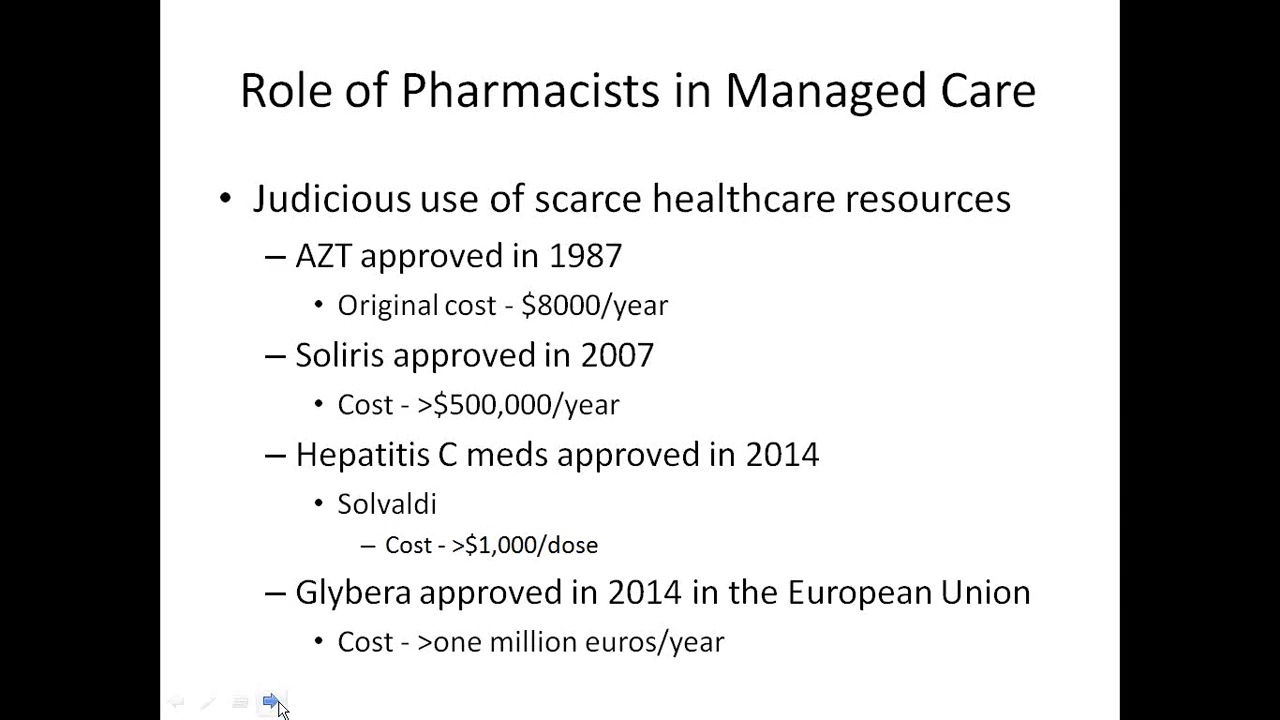 Role of Pharmacists in Managed Care
• Judicious use of scarce healthcare resources
– AZT approved in 1987
• Original cost - $8000/year
– Soliris approved in 2007
• Cost - >$500,000/year
– Hepatitis C meds approved in 2014
• Solvaldi
– Cost - >$1,000/dose
– Glybera approved in 2014 in the European Union
• Cost - >one million euros/year